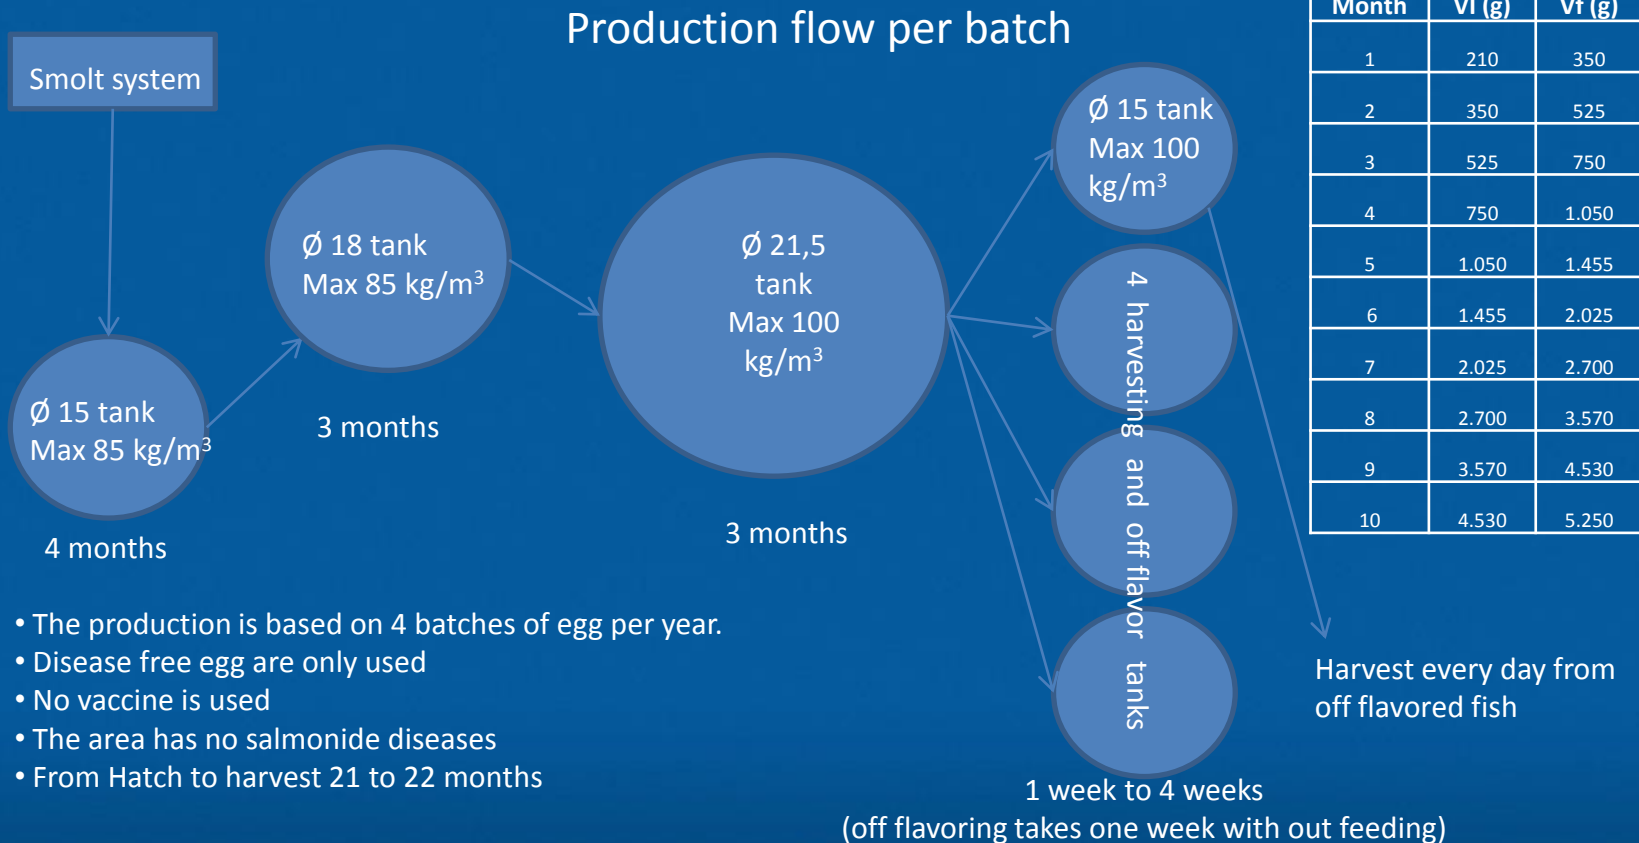 Production flow per batch
Smolt system
Ø 15 tank
Max 85 kg/m³
4 months
Ø 18 tank
Max 85 kg/m³
3 months
Ø 21,5
tank
Max 100
kg/m³
3 months
Ø 15 tank
Max 100
kg/m³
4 harvesting and off flavor tanks
1 week to 4 weeks
(off flavoring takes one week with out feeding)
Harvest every day from
off flavored fish
Month VI (g) Vf (g)
1 210 350
2 350 525
3 525 750
4 750 1.050
5 1.050 1.455
6 1.455 2.025
7 2.025 2.700
8 2.700 3.570
9 3.570 4.530
10 4.530 5.250
• The production is based on 4 batches of egg per year.
• Disease free egg are only used
• No vaccine is used
• The area has no salmonide diseases
• From Hatch to harvest 21 to 22 months